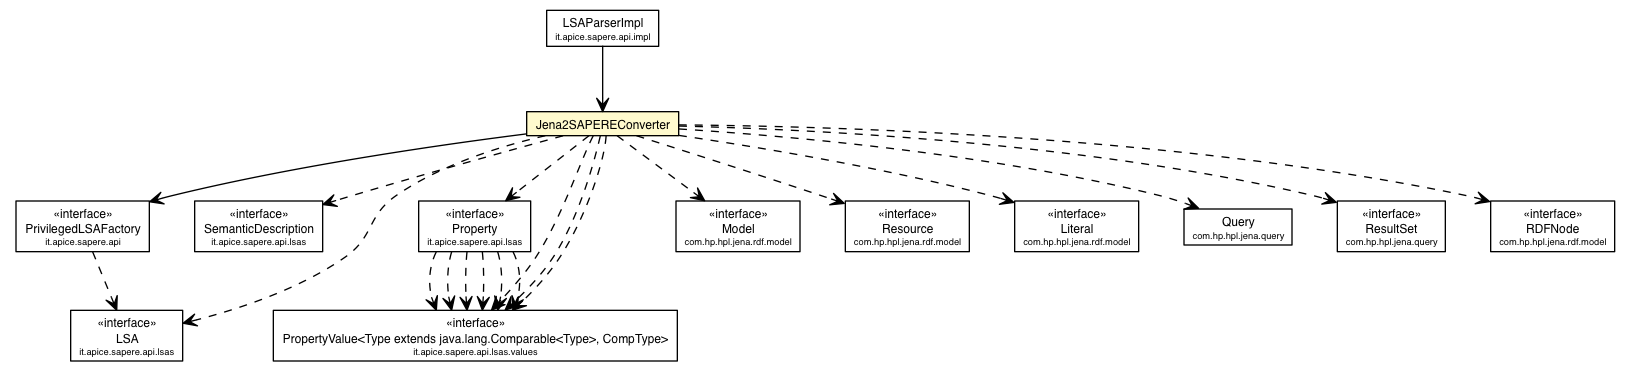 LSAParserImpl
it.apice.sapere.api.impl
Jena2SAPEREConverter
«interface»
PrivilegedLSAFactory
it.apice.sapere.api
«interface»
SemanticDescription
it.apice.sapere.api.lsas
«interface»
Property
it.apice.sapere.api.lsas
«interface»
Model
com.hp.hpl.jena.rdf.model
«interface»
Resource
com.hp.hpl.jena.rdf.model
«interface»
Literal
com.hp.hpl.jena.rdf.model
Query
com.hp.hpl.jena.query
«interface»
ResultSet
com.hp.hpl.jena.query
«interface»
RDFNode
com.hp.hpl.jena.rdf.model
«interface»
LSA
it.apice.sapere.api.lsas
«interface»
PropertyValue<Type extends java.lang.Comparable<Type>, CompType>
it.apice.sapere.api.lsas.values